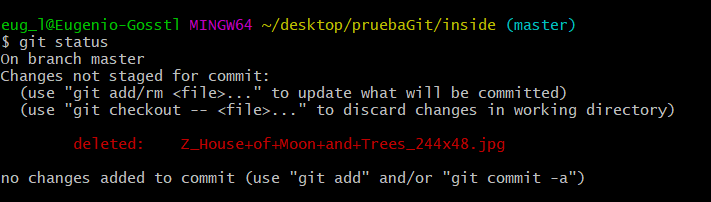 eug_l@Eugenio-Gosstl MINGW64 ~/desktop/pruebaGit/inside (master)
$ git status
On branch master
Changes not staged for commit:
  (use "git add/rm <file>..." to update what will be committed)
  (use "git checkout -- <file>..." to discard changes in working directory)
        deleted:    Z_House+of+Moon+and+Trees_244x48.jpg
no changes added to commit (use "git add" and/or "git commit -a")